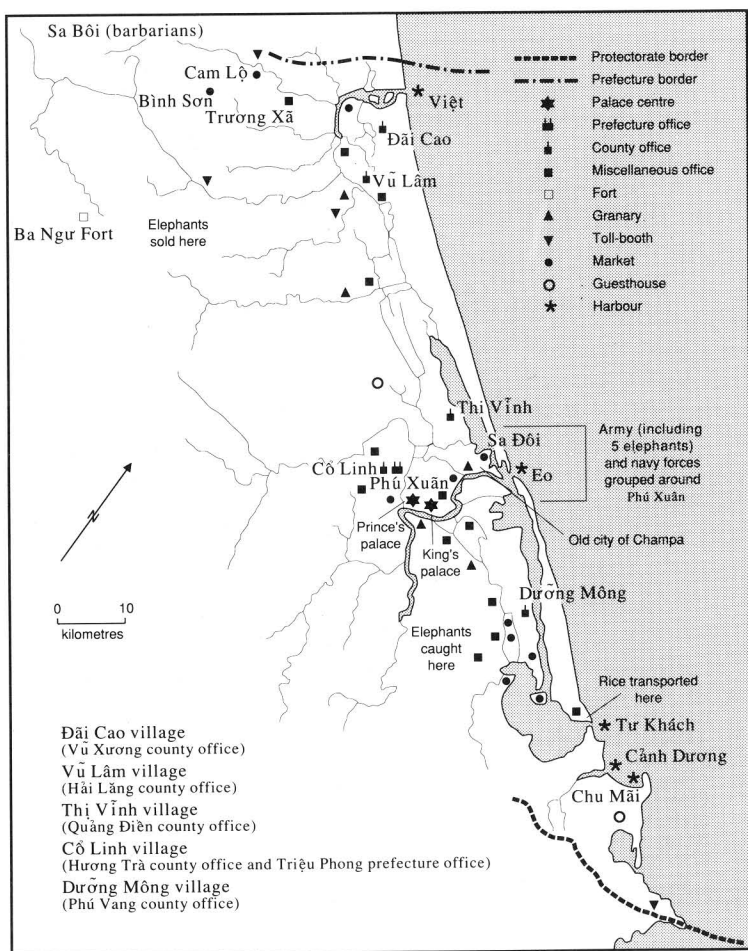 Sa Bôi (barbarians)
Cam Lộ
Bình Sơn
Trương Xã
Việt
Đãi Cao
Vũ Lâm
Elephants
sold here
Ba Ngư Fort
Protectorate border
Prefecture border
Palace centre
Prefecture office
County office
Miscellaneous office
Fort
Granary
Toll-booth
Market
Guesthouse
Harbour
Thi Vĩnh
Sa Đôi
Cổ Linh
Phú Xuãn
Eo
Army (including
5 elephants)
and navy forces
grouped around
Phú Xuân
Prince's
palace
King's
palace
Old city of Champa
N
0 10
kilometres
Dưỡng Mông
Elephants
caught
here
Rice transported
here
Tư Khách
Cảnh Dương
Chu Mãi
Đãi Cao village
(Vũ Xương county office)
Vũ Lâm village
(Hải Lăng county office)
Thị Vĩnh village
(Quảng Điền county office)
Cổ Linh village
(Hương Trà county office and Triệu Phong prefecture office)
Dưỡng Mông village
(Phú Vang county office)